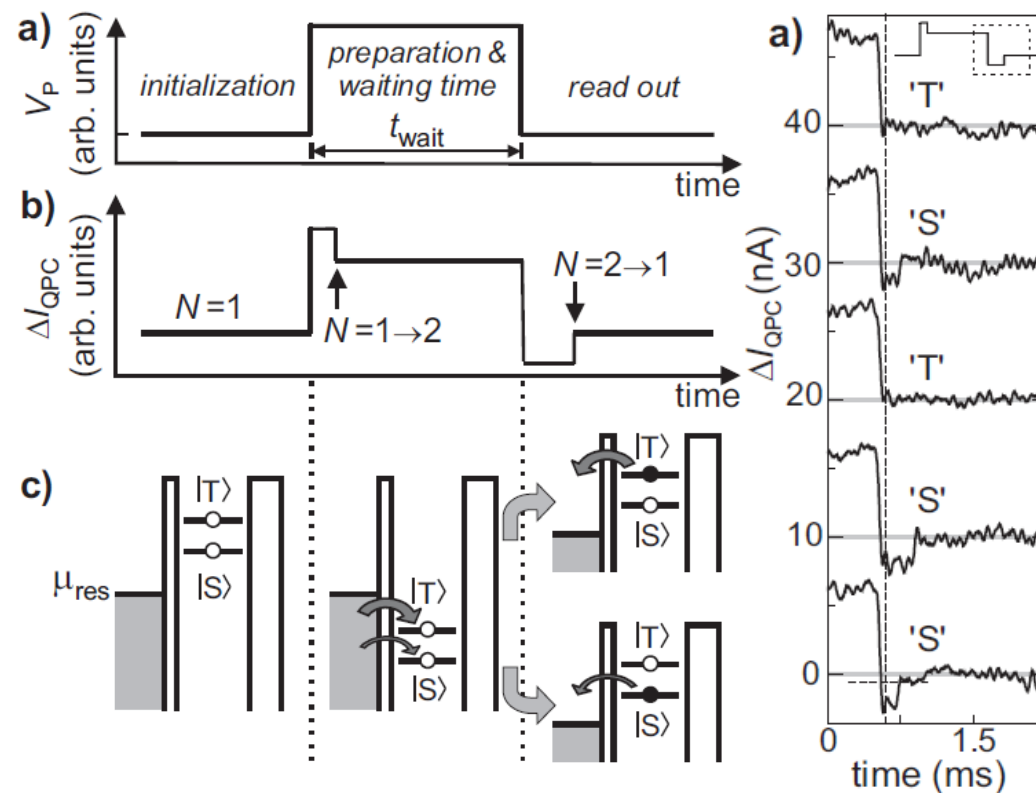 a)
V_P
(arb. units)
initialization
preparation &
waiting time
t_wait
read out
time
b)
ΔI_QPC
(arb. units)
N=1
N=1→2
N=2→1
time
c)
μ_res
|T⟩
|S⟩
|T⟩
|S⟩
|T⟩
|S⟩
|T⟩
|S⟩
a)
ΔI_QPC (nA)
40
30
20
10
0
'T'
'S'
'T'
'S'
'S'
0
1.5
time (ms)